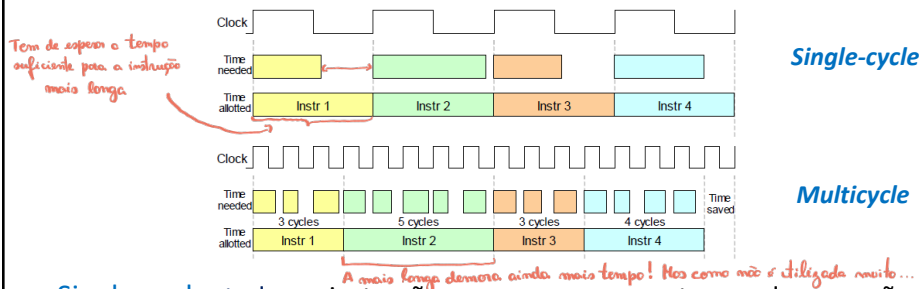 Clock
Tem de esperar o tempo
suficiente para a instrução
mais longa
Time
needed
Single-cycle
Time
allotted
Instr 1 Instr 2 Instr 3 Instr 4
Clock
Time
needed
Time
saved
Multicycle
3 cycles 5 cycles 3 cycles 4 cycles
Time
allotted
Instr 1 Instr 2 Instr 3 Instr 4
A mais longa demora ainda mais tempo! Mas como não é utilizada muito...